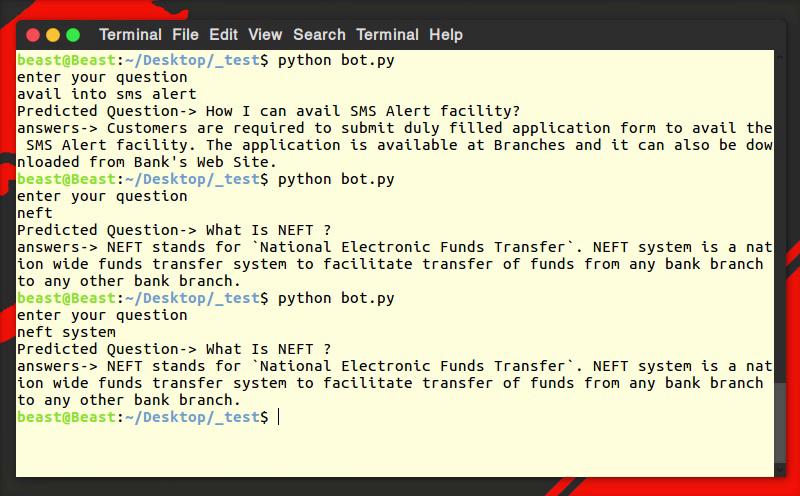 Terminal File Edit View Search Terminal Help
beast@Beast:~/Desktop/_test$ python bot.py
enter your question
avail into sms alert
Predicted Question-> How I can avail SMS Alert facility?
answers-> Customers are required to submit duly filled application form to avail the
 SMS Alert facility. The application is available at Branches and it can also be dow
nloaded from Bank's Web Site.
beast@Beast:~/Desktop/_test$ python bot.py
enter your question
neft
Predicted Question-> What Is NEFT ?
answers-> NEFT stands for `National Electronic Funds Transfer`. NEFT system is a nat
ion wide funds transfer system to facilitate transfer of funds from any bank branch
to any other bank branch.
beast@Beast:~/Desktop/_test$ python bot.py
enter your question
neft system
Predicted Question-> What Is NEFT ?
answers-> NEFT stands for `National Electronic Funds Transfer`. NEFT system is a nat
ion wide funds transfer system to facilitate transfer of funds from any bank branch
to any other bank branch.
beast@Beast:~/Desktop/_test$